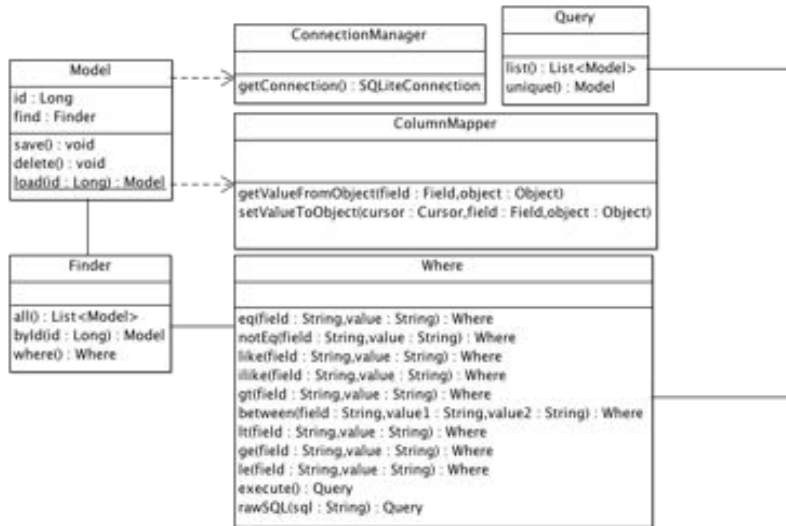 Model
id : Long
find : Finder
save() : void
delete() : void
load(id : Long) : Model
ConnectionManager
getConnection() : SQLiteConnection
Query
list() : List<Model>
unique() : Model
ColumnMapper
getValueFromObject(field : Field,object : Object)
setValueToObject(cursor : Cursor,field : Field,object : Object)
Finder
all() : List<Model>
byId(id : Long) : Model
where() : Where
Where
eq(field : String,value : String) : Where
notEq(field : String,value : String) : Where
like(field : String,value : String) : Where
ilike(field : String,value : String) : Where
gt(field : String,value : String) : Where
between(field : String,value1 : String,value2 : String) : Where
lt(field : String,value : String) : Where
ge(field : String,value : String) : Where
le(field : String,value : String) : Where
execute() : Query
rawSQL(sql : String) : Query